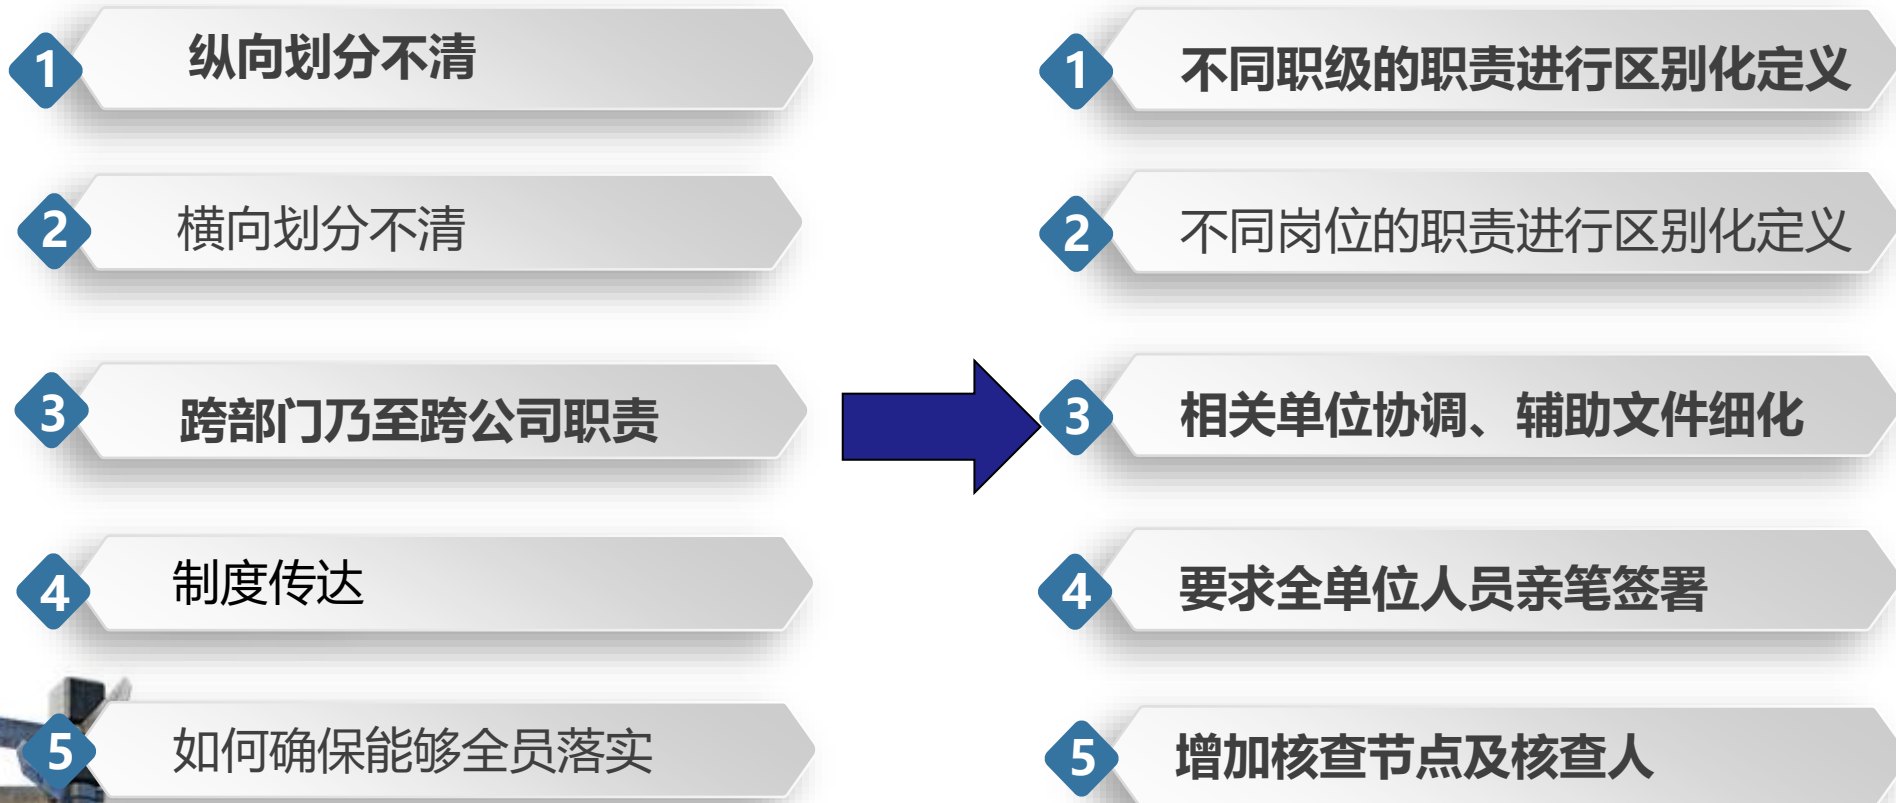 1 纵向划分不清
2 横向划分不清
3 跨部门乃至跨公司职责
4 制度传达
5 如何确保能够全员落实
1 不同职级的职责进行区别化定义
2 不同岗位的职责进行区别化定义
3 相关单位协调、辅助文件细化
4 要求全单位人员亲笔签署
5 增加核查节点及核查人